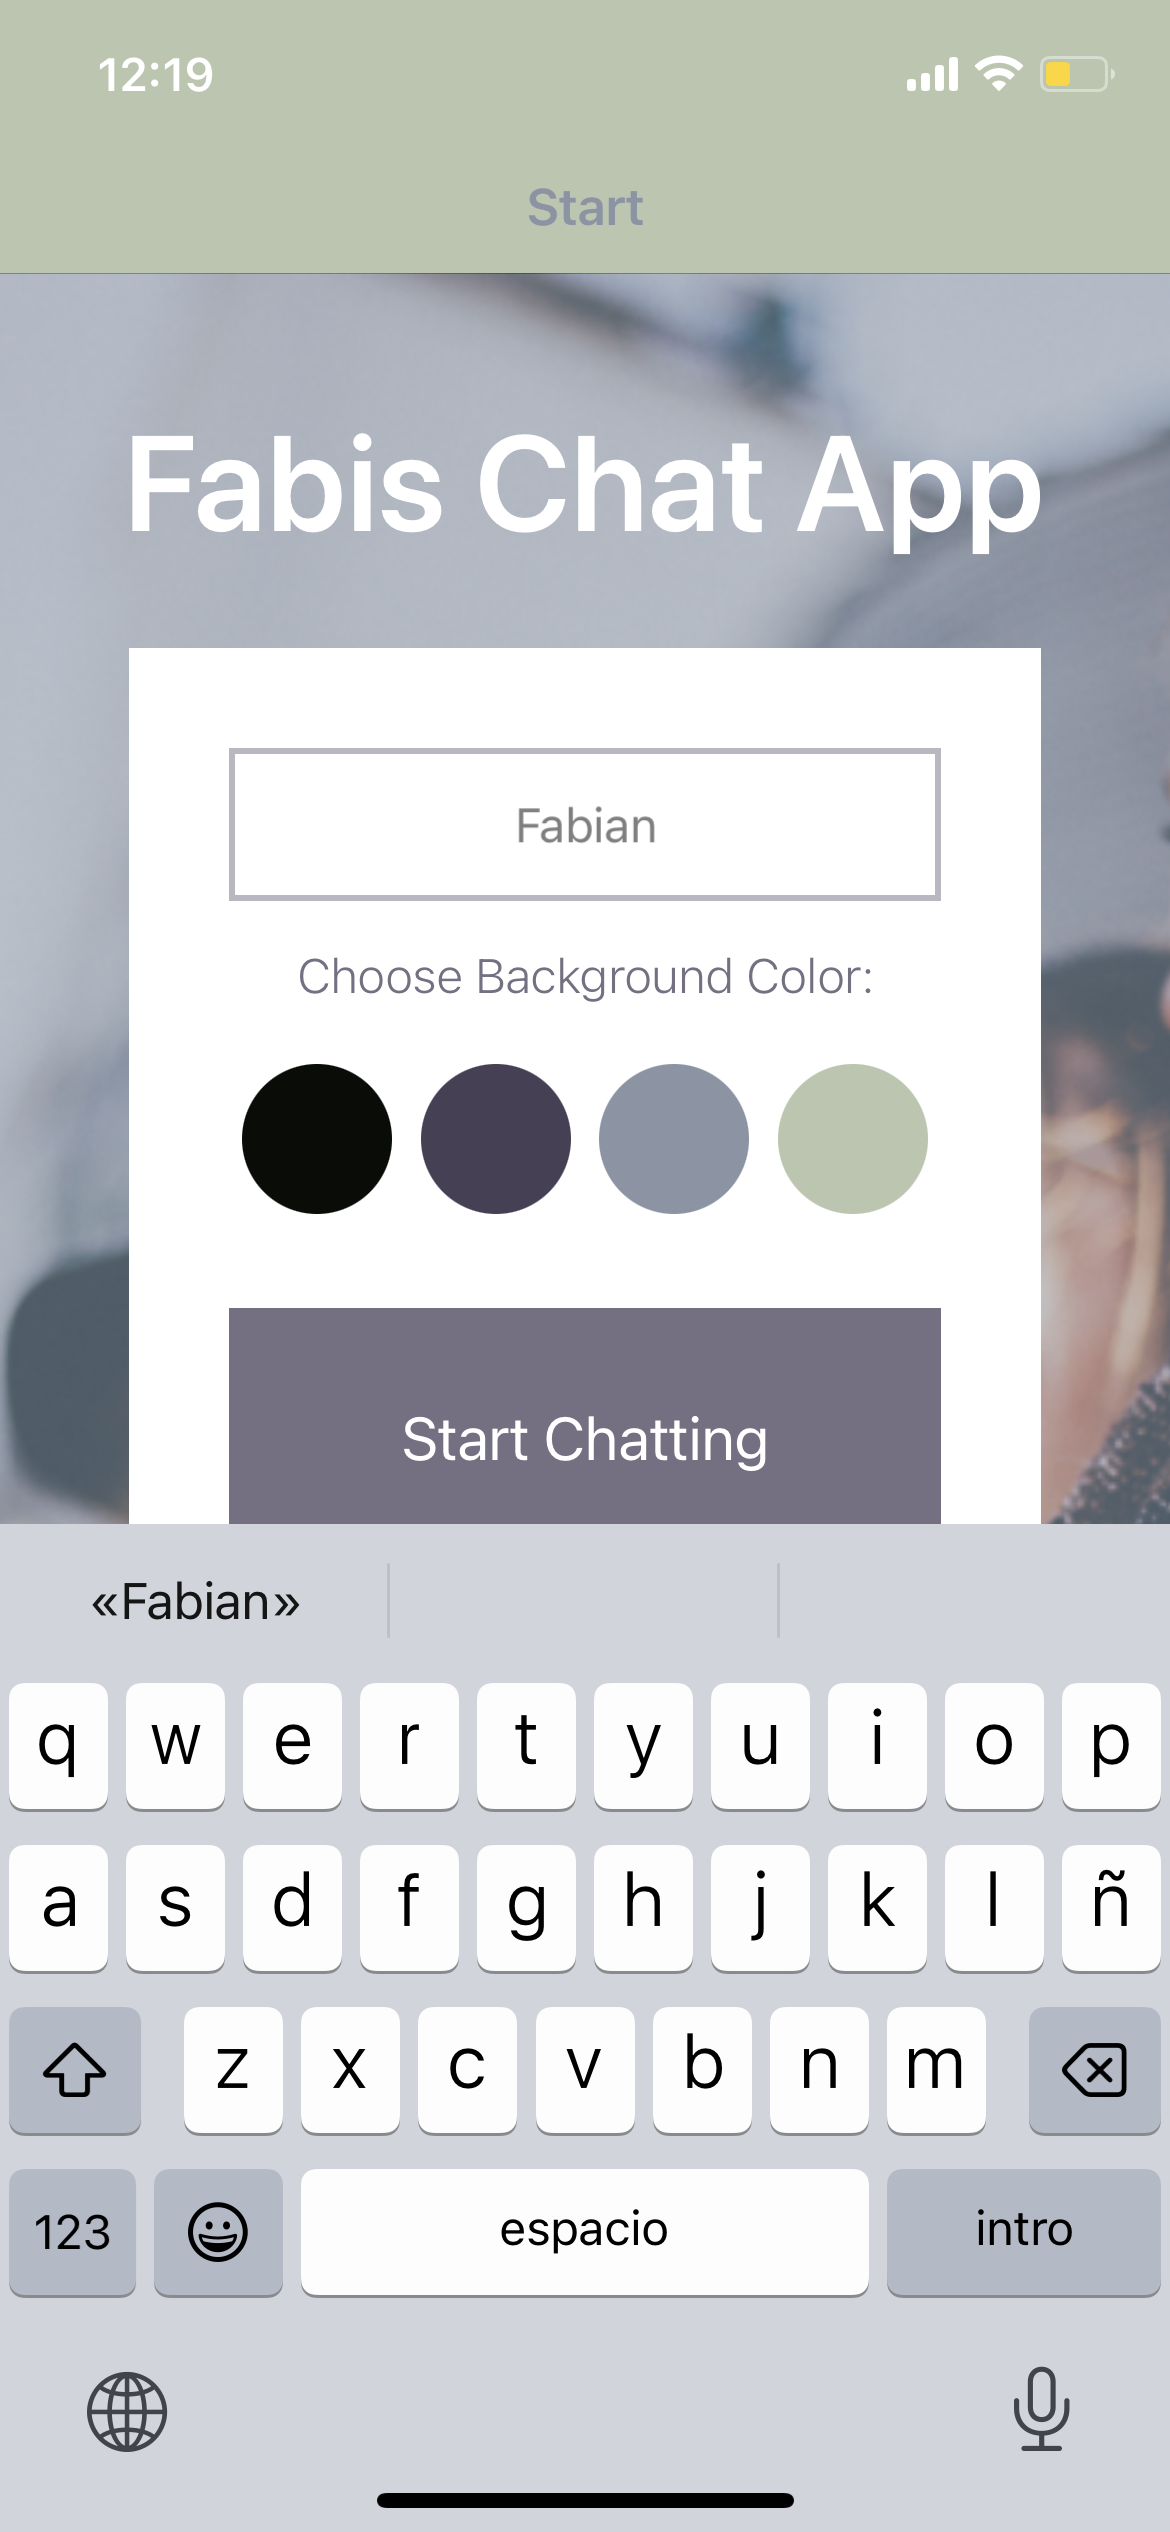 12:19
Start
Fabis Chat App
Fabian
Choose Background Color:
Start Chatting
«Fabian»
q w e r t y u i o p
a s d f g h j k l ñ
z x c v b n m
123 espacio intro